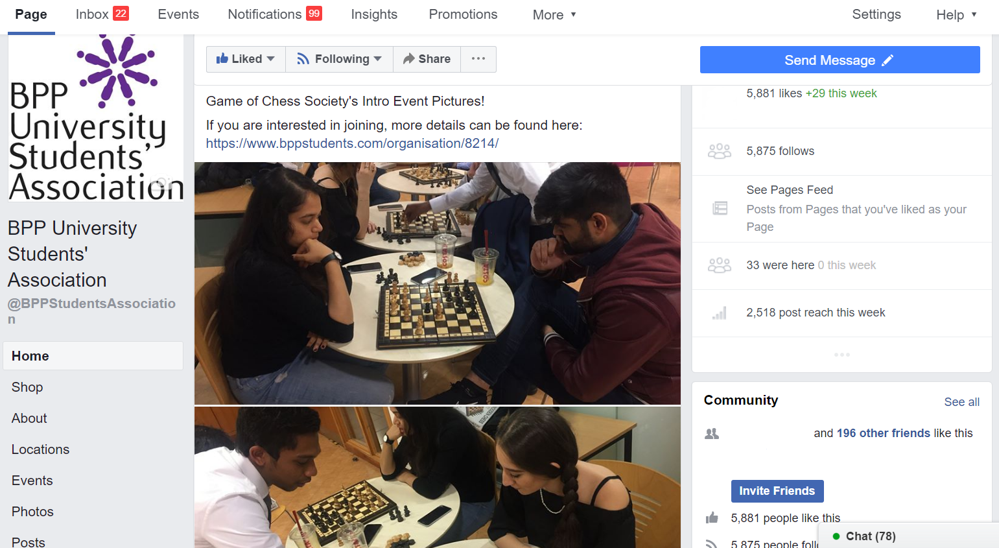 Page
Inbox 22
Events
Notifications 99
Insights
Promotions
More
Settings
Help
BPP
University
Students'
Association
BPP University
Students'
Association
@BPPStudentsAssociatio
n
Home
Shop
About
Locations
Events
Photos
Posts
Liked
Following
Share
Send Message
Game of Chess Society's Intro Event Pictures!
If you are interested in joining, more details can be found here:
https://www.bppstudents.com/organisation/8214/
COSTA
COSTA
5,881 likes +29 this week
5,875 follows
See Pages Feed
Posts from Pages that you've liked as your
Page
33 were here 0 this week
2,518 post reach this week
Community
See all
and 196 other friends like this
Invite Friends
5,881 people like this
5,875 people
Chat (78)